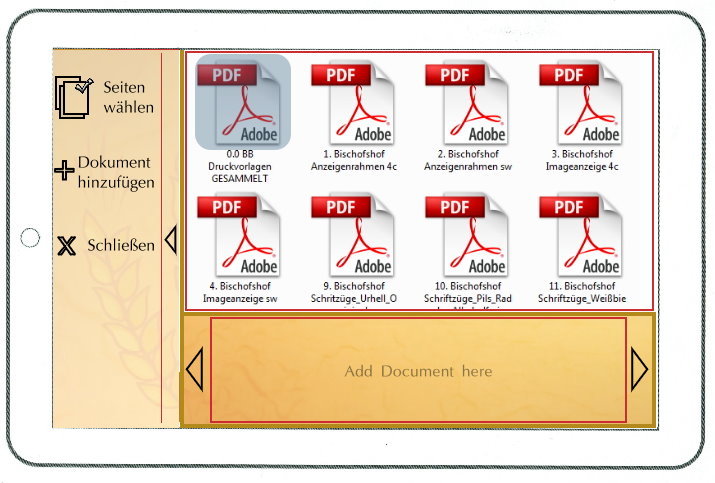 Seiten
wählen
Dokument
hinzufügen
X Schließen
PDF
Adobe
0.0 BB
Druckvorlagen
GESAMMELT
PDF
Adobe
1. Bischofshof
Anzeigenrahmen 4c
PDF
Adobe
2. Bischofshof
Anzeigenrahmen sw
PDF
Adobe
3. Bischofshof
Imageanzeige 4c
PDF
Adobe
4. Bischofshof
Imageanzeige sw
PDF
Adobe
9. Bischofshof
Schritzüge_Urhell_O
PDF
Adobe
10. Bischofshof
Schriftzüge_Pils_Rad
PDF
Adobe
11. Bischofshof
Schriftzüge_Weißbie
Add Document here